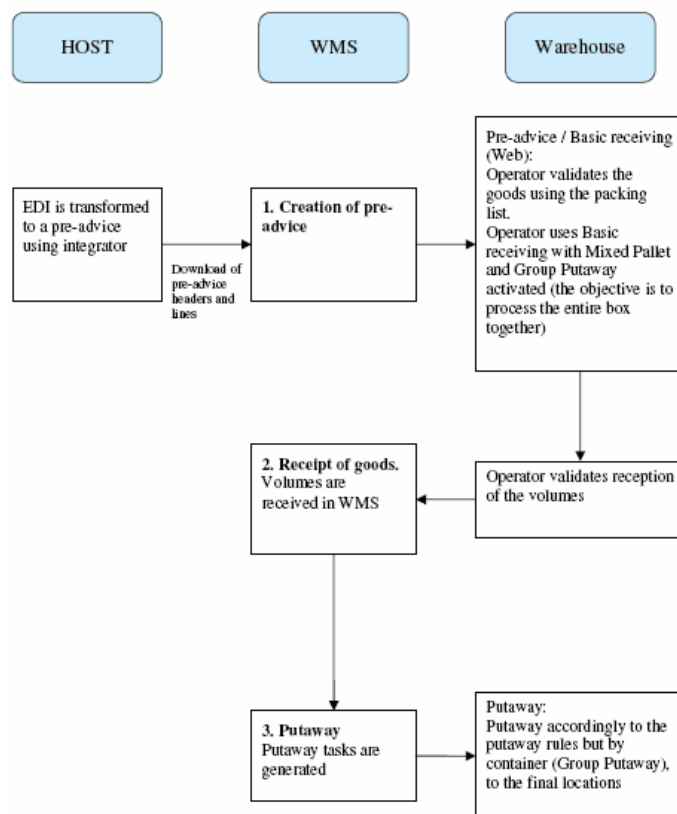 HOST
WMS
Warehouse
EDI is transformed
to a pre-advice
using integrator
Download of
pre-advice
headers and
lines
1. Creation of pre-
advice
Pre-advice / Basic receiving
(Web):
Operator validates the
goods using the packing
list.
Operator uses Basic
receiving with Mixed Pallet
and Group Putaway
activated (the objective is to
process the entire box
together)
Operator validates reception
of the volumes
2. Receipt of goods.
Volumes are
received in WMS
3. Putaway
Putaway tasks are
generated
Putaway:
Putaway accordingly to the
putaway rules but by
container (Group Putaway),
to the final locations